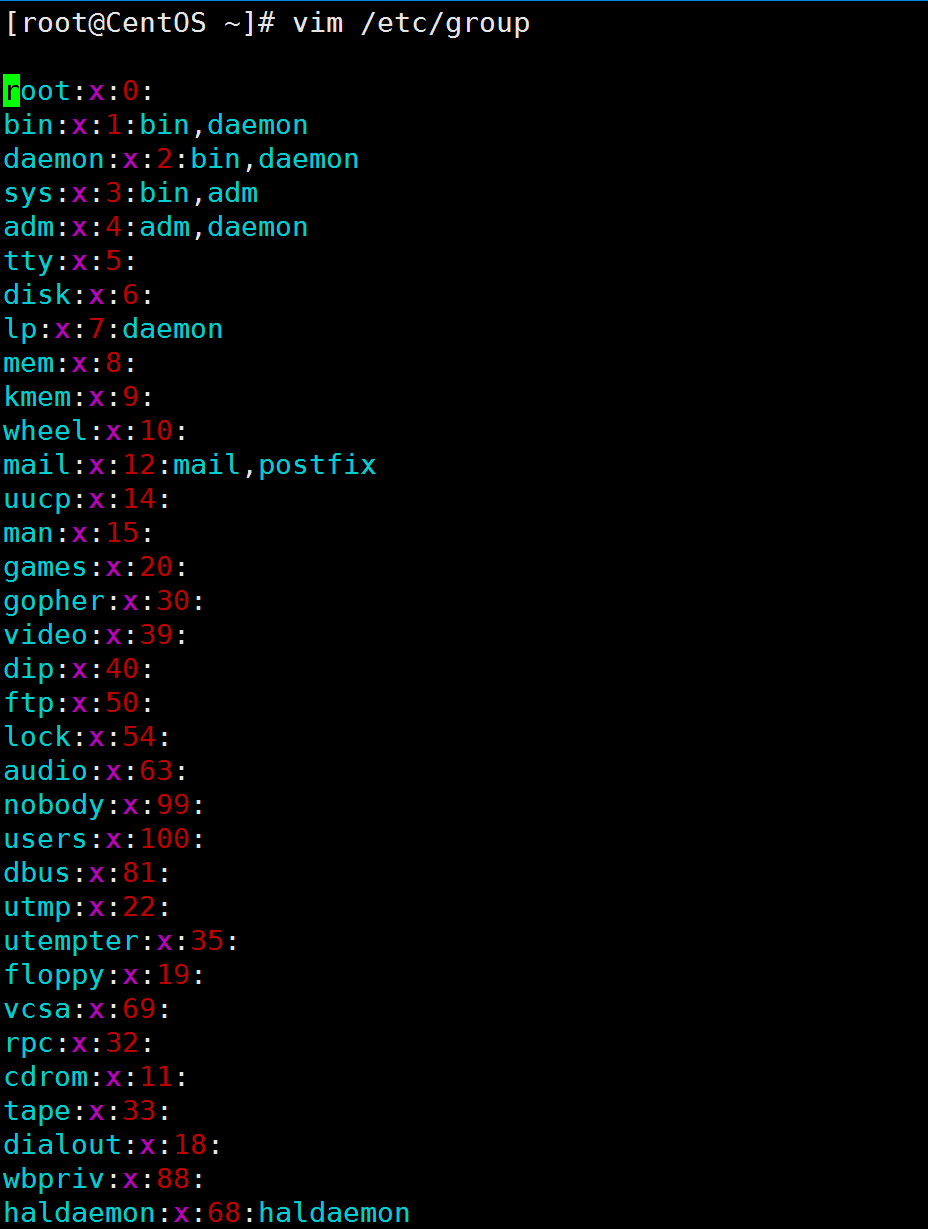 [root@CentOS ~]# vim /etc/group
root:x:0:
bin:x:1:bin,daemon
daemon:x:2:bin,daemon
sys:x:3:bin,adm
adm:x:4:adm,daemon
tty:x:5:
disk:x:6:
lp:x:7:daemon
mem:x:8:
kmem:x:9:
wheel:x:10:
mail:x:12:mail,postfix
uucp:x:14:
man:x:15:
games:x:20:
gopher:x:30:
video:x:39:
dip:x:40:
ftp:x:50:
lock:x:54:
audio:x:63:
nobody:x:99:
users:x:100:
dbus:x:81:
utmp:x:22:
utempter:x:35:
floppy:x:19:
vcsa:x:69:
rpc:x:32:
cdrom:x:11:
tape:x:33:
dialout:x:18:
wbpriv:x:88:
haldaemon:x:68:haldaemon